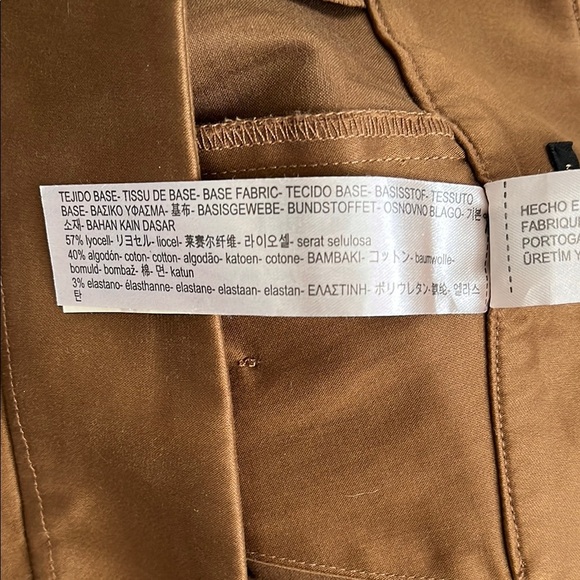 TEJIDO BASE- TISSU DE BASE- BASE FABRIC- TECIDO BASE- BASISSTOF- TESSUTO
BASE- ΒΑΣΙΚΟ ΥΦΑΣΜΑ- 基布- BASISGEWEBE- BUNDSTOFFET- OSNOVNO BLAGO- 기본
소재- BAHAN KAIN DASAR
57% lyocell- リヨセル- liocel- 莱赛尔纤维- 라이오셀- serat selulosa
40% algodón- coton- cotton- algodão- katoen- cotone- ΒΑΜΒΑΚΙ- コットン- baumwolle-
bomuld- bombaž- 棉- 면- katun
3% elastano- élasthanne- elastane- elastaan- elastan- ΕΛΑΣΤΙΝΗ- ポリウレタン- 氨纶- 엘라스
탄
HECHO E
FABRIQU
PORTOGA
ÜRETİM Y